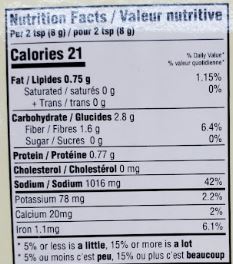 Nutrition Facts / Valeur nutritive
Per 2 tsp (8 g) / pour 2 tsp (8 g)
Calories 21
% Daily Value*
% valeur quotidienne*
Fat / Lipides 0.75 g 1.15%
Saturated / saturés 0 g 0%
+ Trans / trans 0 g
Carbohydrate / Glucides 2.8 g
Fiber / Fibres 1.6 g 6.4%
Sugar / Sucres 0 g 0%
Protein / Protéine 0.77 g
Cholesterol / Cholestérol 0 mg
Sodium / Sodium 1016 mg 42%
Potassium 78 mg 2.2%
Calcium 20mg 2%
Iron 1.1mg 6.1%
* 5% or less is a little, 15% or more is a lot
* 5% ou moins c'est peu, 15% ou plus c'est beaucoup